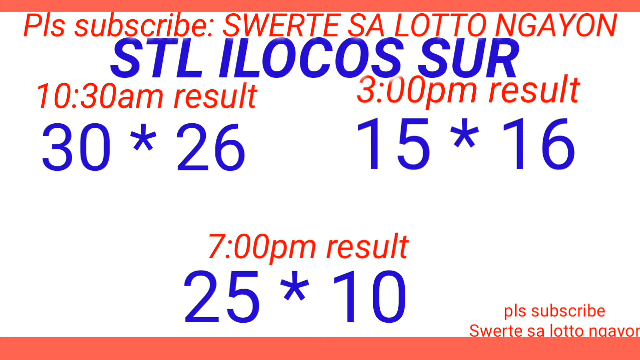 Pls subscribe: SWERTE SA LOTTO NGAYON
STL ILOCOS SUR
10:30am result
30 * 26
3:00pm result
15 * 16
7:00pm result
25 * 10
pls subscribe
Swerte sa lotto ngayon